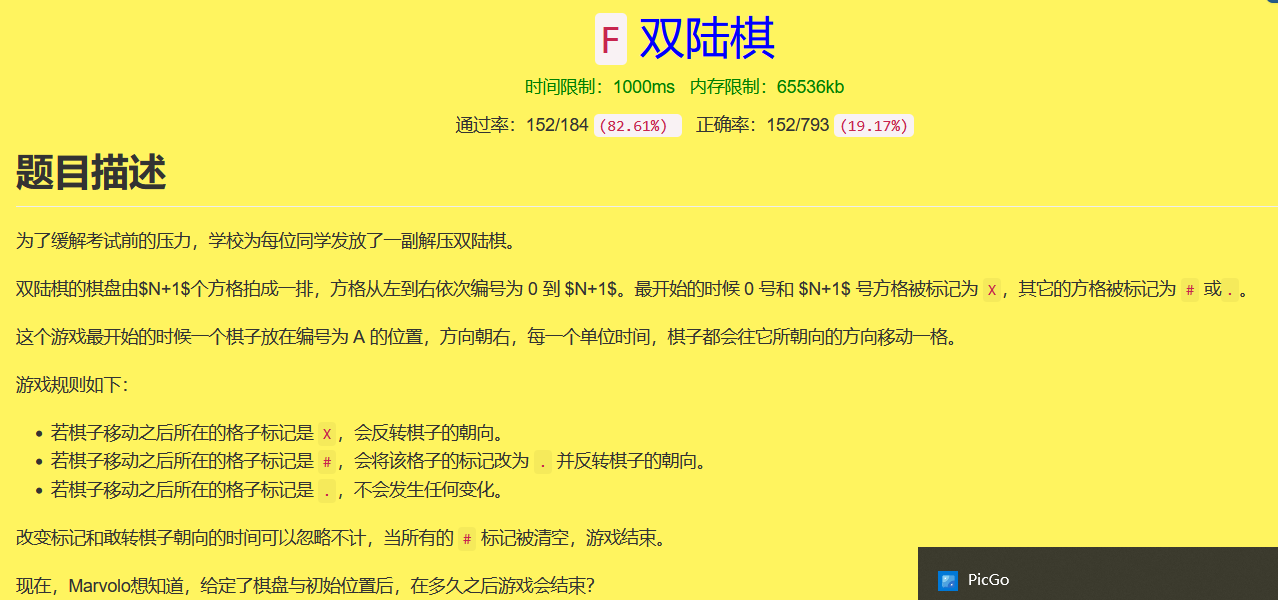 F 双陆棋
时间限制：1000ms 内存限制：65536kb
通过率：152/184 (82.61%) 正确率：152/793 (19.17%)
题目描述
为了缓解考试前的压力，学校为每位同学发放了一副解压双陆棋。
双陆棋的棋盘由$N+1$个方格拍成一排，方格从左到右依次编号为 0 到 $N+1$。最开始的时候 0 号和 $N+1$ 号方格被标记为 X，其它的方格被标记为 # 或.。
这个游戏最开始的时候一个棋子放在编号为 A 的位置，方向朝右，每一个单位时间，棋子都会往它所朝向的方向移动一格。
游戏规则如下：
• 若棋子移动之后所在的格子标记是 X，会反转棋子的朝向。
• 若棋子移动之后所在的格子标记是 #，会将该格子的标记改为 . 并反转棋子的朝向。
• 若棋子移动之后所在的格子标记是 .，不会发生任何变化。
改变标记和敢转棋子朝向的时间可以忽略不计，当所有的 # 标记被清空，游戏结束。
现在，Marvolo想知道，给定了棋盘与初始位置后，在多久之后游戏会结束?
PicGo